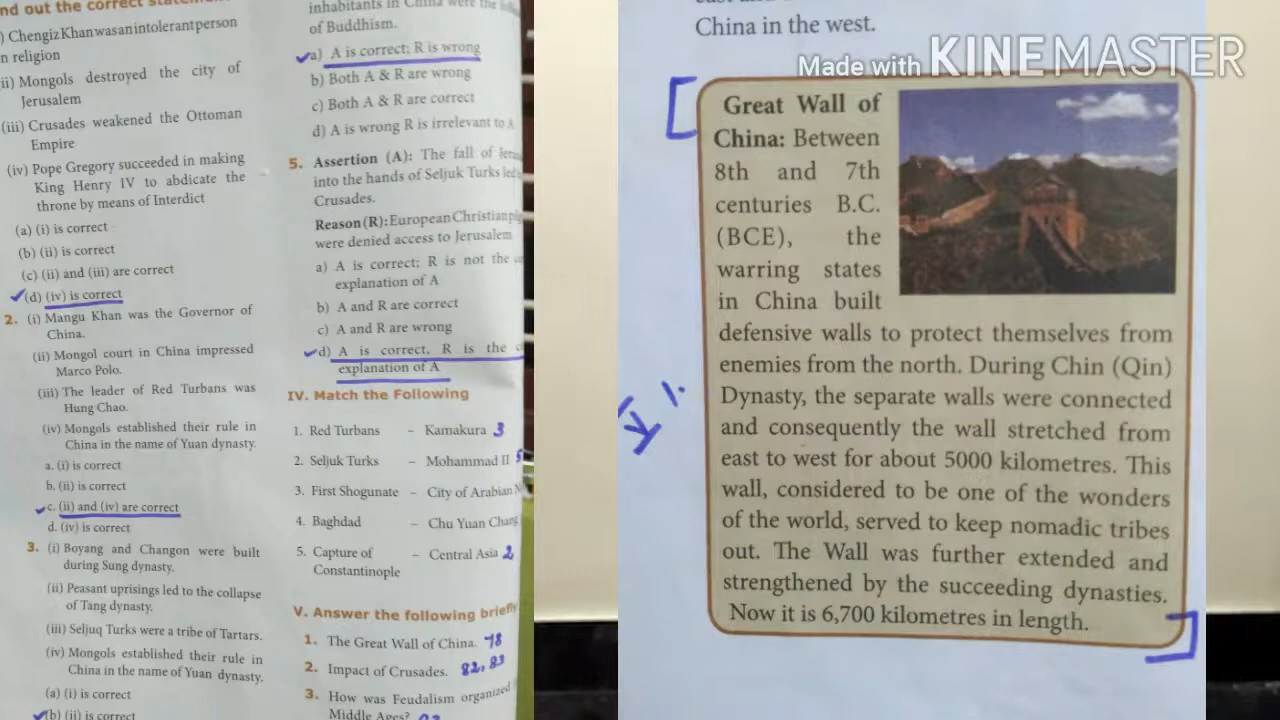 nd out the correct statem
) Chengiz Khan was an intolerant person
n religion
ii) Mongols destroyed the city of
Jerusalem
(iii) Crusades weakened the Ottoman
Empire
(iv) Pope Gregory succeeded in making
King Henry IV to abdicate the
throne by means of Interdict
(a) (i) is correct
(b) (ii) is correct
(c) (ii) and (iii) are correct
(d) (iv) is correct
2. (i) Mangu Khan was the Governor of
China.
(ii) Mongol court in China impressed
Marco Polo.
(iii) The leader of Red Turbans was
Hung Chao.
(iv) Mongols established their rule in
China in the name of Yuan dynasty.
a. (i) is correct
b. (ii) is correct
c. (ii) and (iv) are correct
d. (iv) is correct
3. (i) Boyang and Changon were built
during Sung dynasty.
(ii) Peasant uprisings led to the collapse
of Tang dynasty.
(iii) Seljuq Turks were a tribe of Tartars.
(iv) Mongols established their rule in
China in the name of Yuan dynasty.
(a) (i) is correct
(b) (ii) is correct
inhabitants in China were the
of Buddhism.
a) A is correct; R is wrong
b) Both A & R are wrong
c) Both A & R are correct
d) A is wrong R is irrelevant to A
5. Assertion (A): The fall of Jerus
into the hands of Seljuk Turks led
Crusades.
Reason (R): European Christian pi
were denied access to Jerusalem
a) A is correct; R is not the
explanation of A
b) A and R are correct
c) A and R are wrong
d) A is correct, R is the c
explanation of A
IV. Match the Following
1. Red Turbans – Kamakura 3
2. Seljuk Turks – Mohammad II 5
3. First Shogunate – City of Arabian N
4. Baghdad – Chu Yuan Chang
5. Capture of – Central Asia 2
Constantinople
V. Answer the following briefly
1. The Great Wall of China. 78
2. Impact of Crusades. 82, 83
3. How was Feudalism organized
Middle Ages?
China in the west.
Made with KINEMASTER
Great Wall of
China: Between
8th and 7th
centuries B.C.
(BCE), the
warring states
in China built
defensive walls to protect themselves from
enemies from the north. During Chin (Qin)
Dynasty, the separate walls were connected
and consequently the wall stretched from
east to west for about 5000 kilometres. This
wall, considered to be one of the wonders
of the world, served to keep nomadic tribes
out. The Wall was further extended and
strengthened by the succeeding dynasties.
Now it is 6,700 kilometres in length.
V 1.